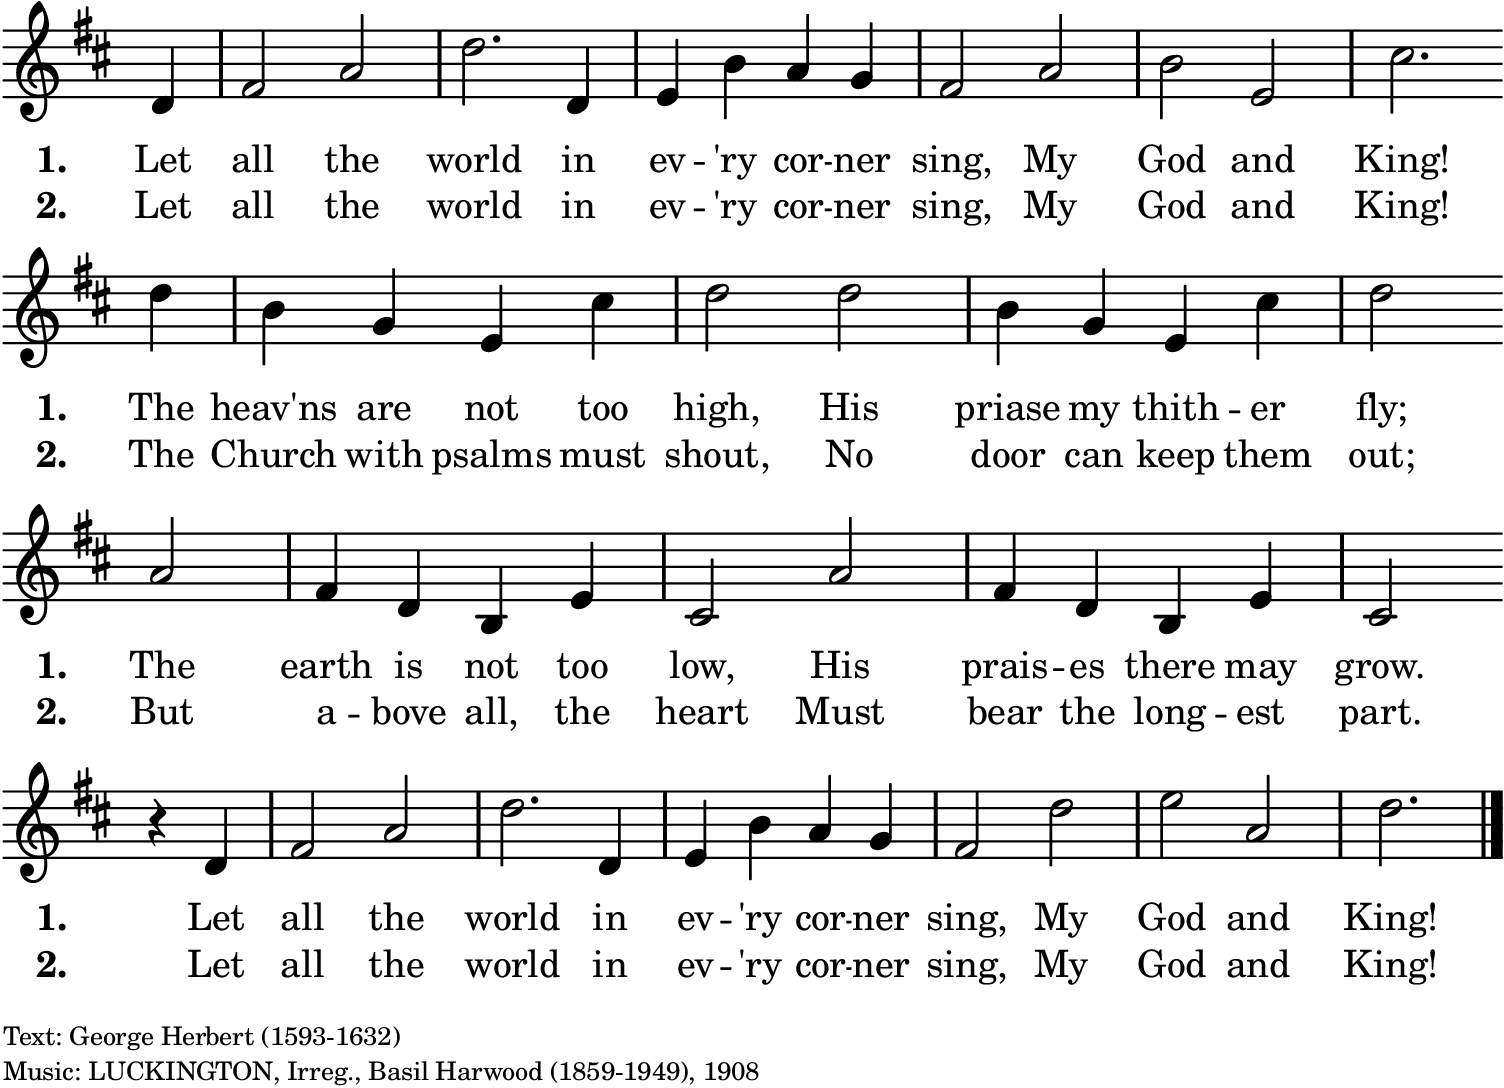 1. Let all the world in ev -- 'ry cor -- ner sing, My God and King!
2. Let all the world in ev -- 'ry cor -- ner sing, My God and King!
1. The heav'ns are not too high, His priase my thith -- er fly;
2. The Church with psalms must shout, No door can keep them out;
1. The earth is not too low, His prais -- es there may grow.
2. But a -- bove all, the heart Must bear the long -- est part.
1. Let all the world in ev -- 'ry cor -- ner sing, My God and King!
2. Let all the world in ev -- 'ry cor -- ner sing, My God and King!
Text: George Herbert (1593-1632)
Music: LUCKINGTON, Irreg., Basil Harwood (1859-1949), 1908